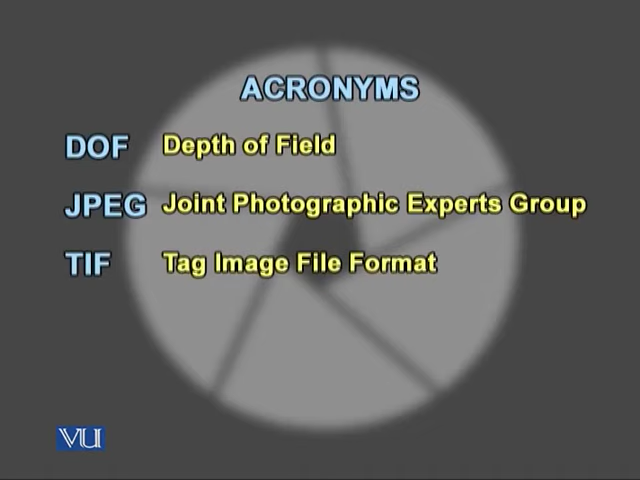 ACRONYMS
DOF Depth of Field
JPEG Joint Photographic Experts Group
TIF Tag Image File Format
VU